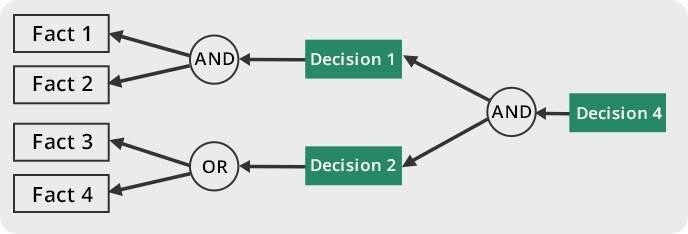 Fact 1
Fact 2
AND
Decision 1
Fact 3
Fact 4
OR
Decision 2
AND
Decision 4